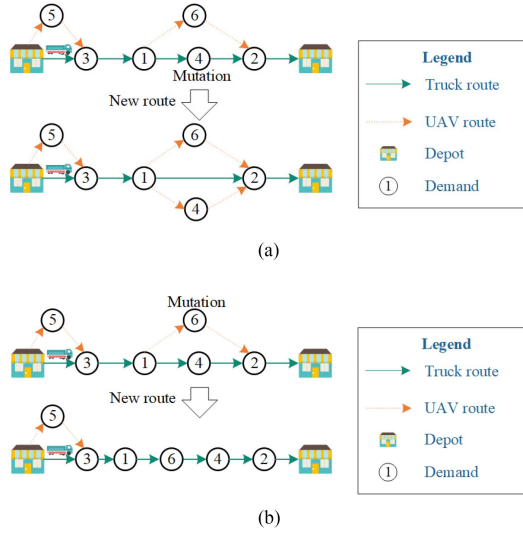 5
6
3
1
4
2
Mutation
New route
5
6
3
1
2
4
Legend
Truck route
UAV route
Depot
1
Demand
(a)
Mutation
5
6
3
1
4
2
New route
5
3
1
6
4
2
Legend
Truck route
UAV route
Depot
1
Demand
(b)